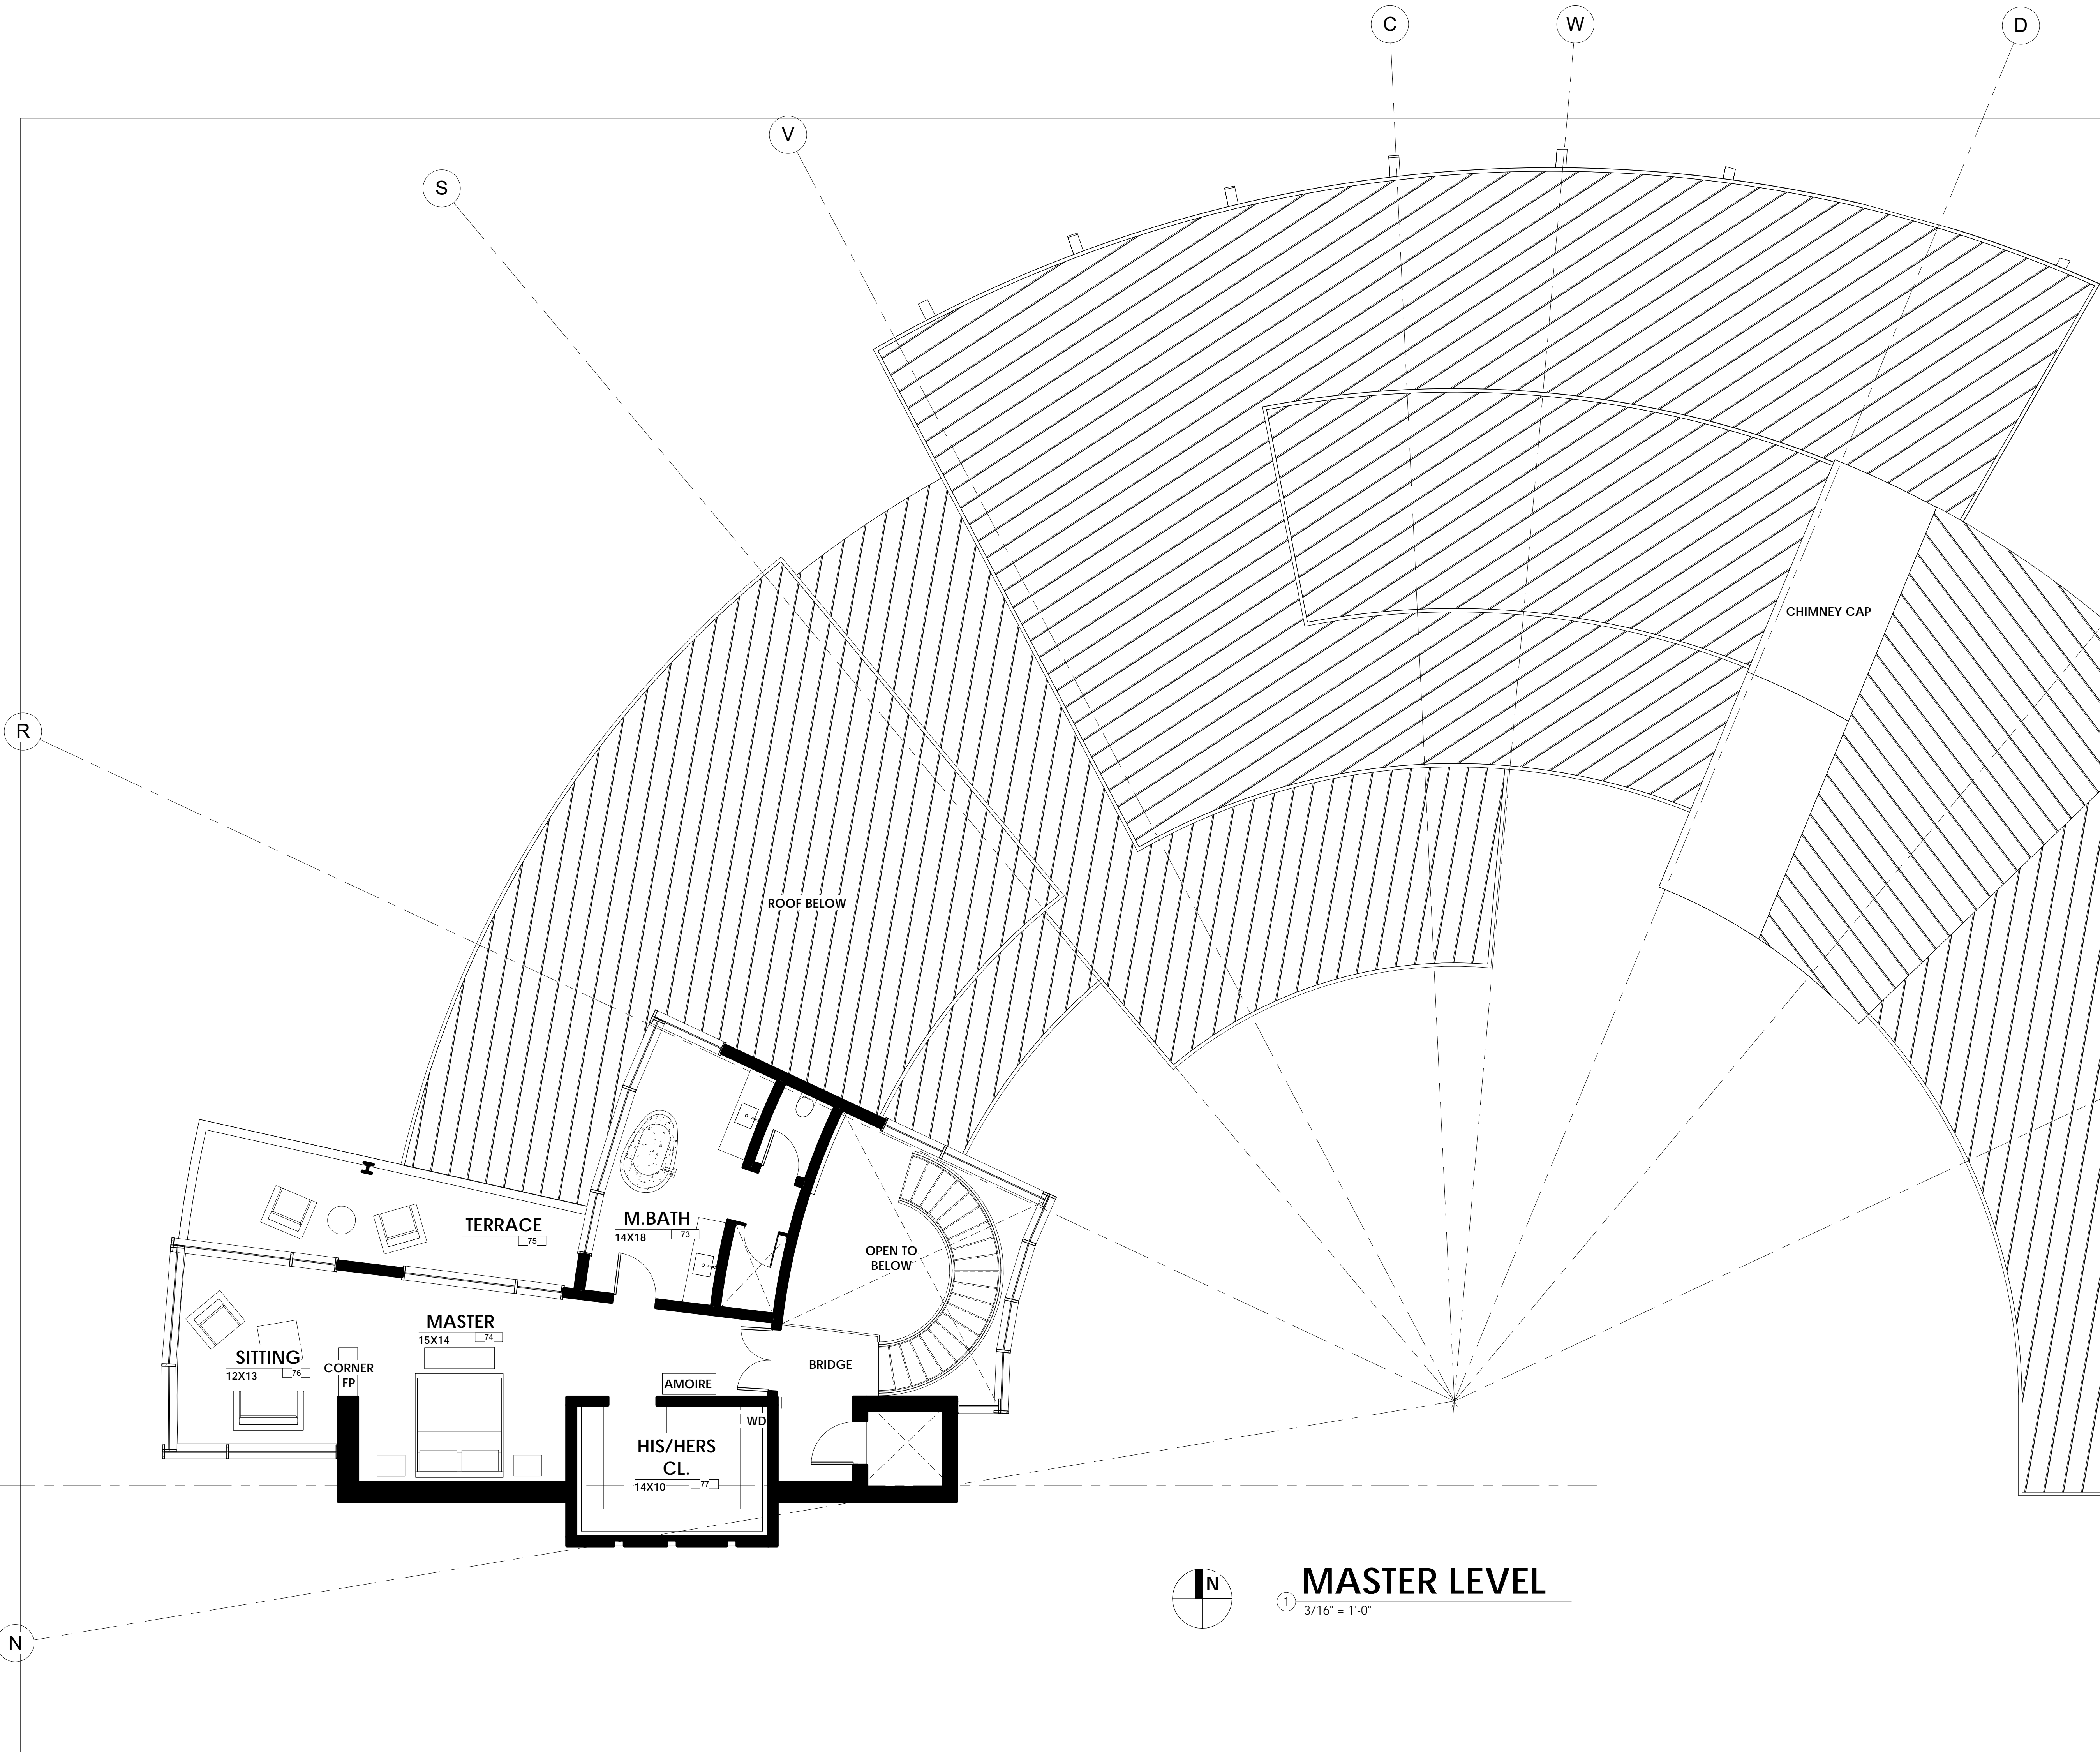 C
W
D
V
S
CHIMNEY CAP
R
ROOF BELOW
TERRACE
75
M.BATH
14X18 73
OPEN TO
BELOW
MASTER
15X14 74
SITTING
12X13 76
CORNER
FP
BRIDGE
AMOIRE
WD
HIS/HERS
CL.
14X10 77
N
1 MASTER LEVEL
3/16" = 1'-0"
N